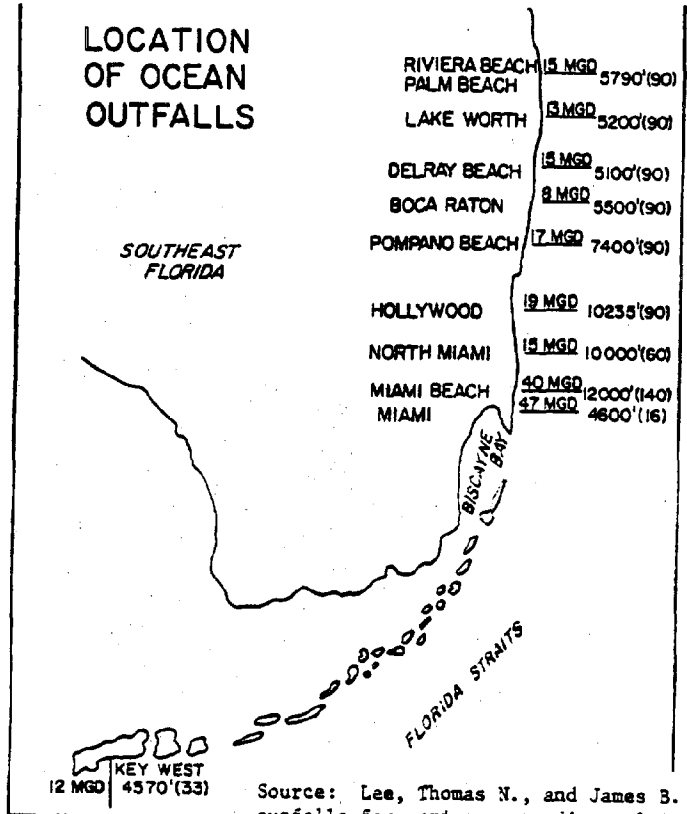 LOCATION
OF OCEAN
OUTFALLS
RIVIERA BEACH 15 MGD 5790'(90)
PALM BEACH
LAKE WORTH 13 MGD 5200'(90)
DELRAY BEACH 15 MGD 5100'(90)
BOCA RATON 8 MGD 5500'(90)
POMPANO BEACH 17 MGD 7400'(90)
SOUTHEAST
FLORIDA
HOLLYWOOD 19 MGD 10235'(90)
NORTH MIAMI 15 MGD 10000'(60)
MIAMI BEACH 40 MGD 12000'(140)
MIAMI 47 MGD 4600'(16)
BISCAYNE
BAY
FLORIDA STRAITS
KEY WEST
12 MGD 4570'(33)
Source: Lee, Thomas N., and James B.